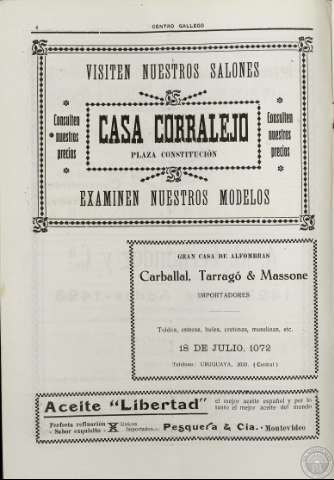 4
CENTRO GALLEGO
VISITEN NUESTROS SALONES
Consulten nuestros precios
CASA CORRALEJO
PLAZA CONSTITUCIÓN
Consulten nuestros precios
EXAMINEN NUESTROS MODELOS
GRAN CASA DE ALFOMBRAS
Carballal, Tarragó & Massone
IMPORTADORES
Toldos, esteras, hules, cretonas, muselinas, etc.
18 DE JULIO, 1072
Teléfono: URUGUAYA, (Central)
Aceite "Libertad"
el mejor aceite español y por lo
tanto el mejor aceite del mundo
Perfecta refinación
y Sabor exquisito
X
Unicos
Importadores:
Pesquera & Cía. - Montevideo